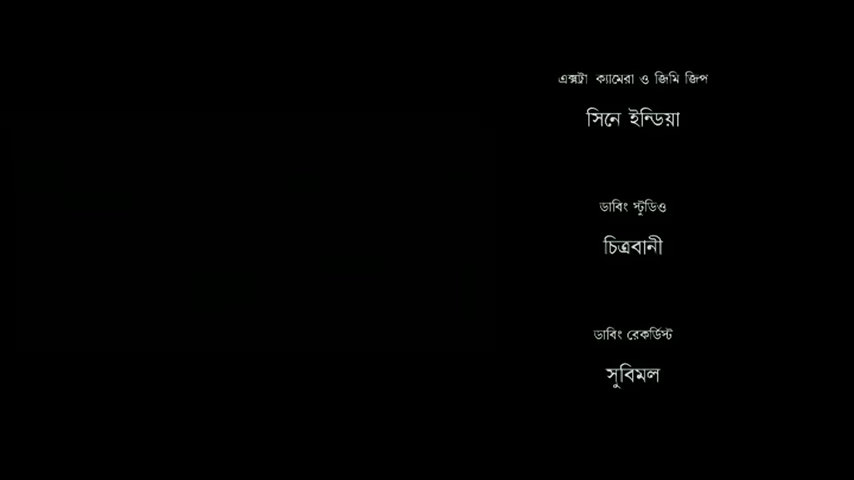 এক্সট্রা ক্যামেরা ও জিমি জিপ
সিনে ইন্ডিয়া
ডাবিং স্টুডিও
চিত্রবানী
ডাবিং রেকর্ডিস্ট
সুবিমল